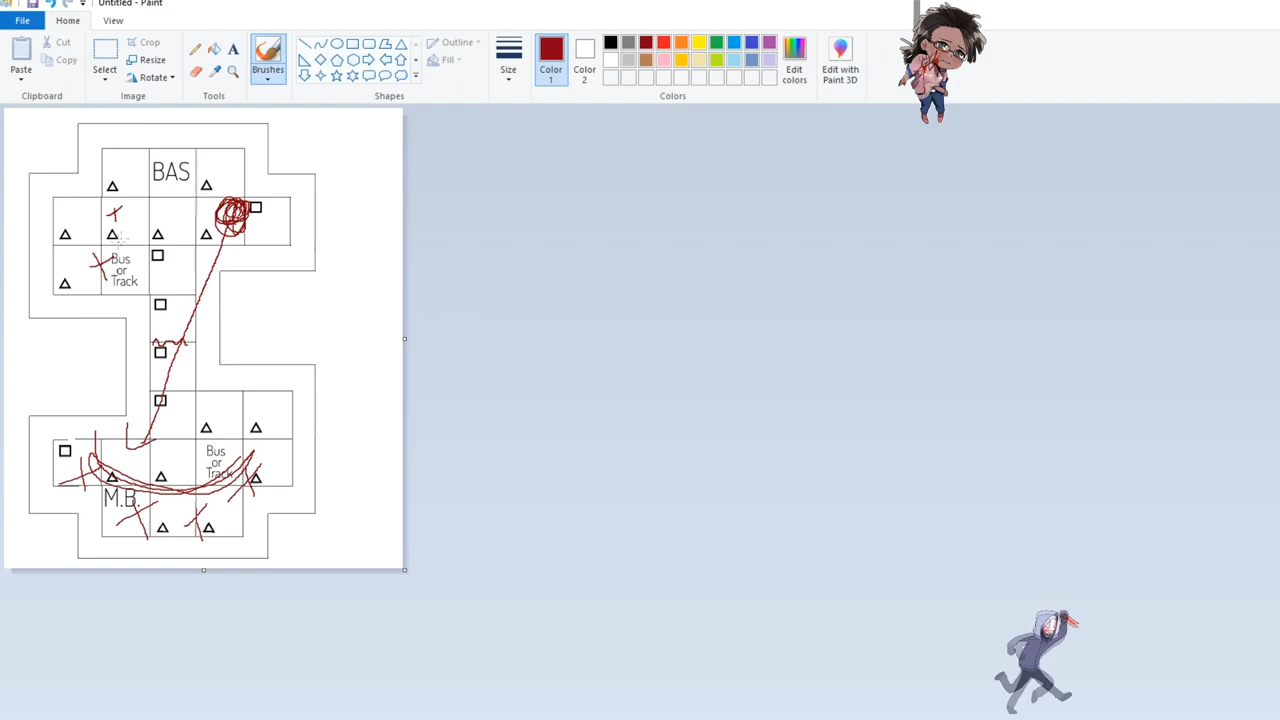 Untitled - Paint
File Home View
Paste
Cut
Copy
Clipboard
Select
Crop
Resize
Rotate
Image
A
Tools
Brushes
Outline
Fill
Shapes
Size
Color
1
Color
2
Colors
Edit
colors
Edit with
Paint 3D
BAS
Bus
or
Track
Bus
or
Track
M.B.